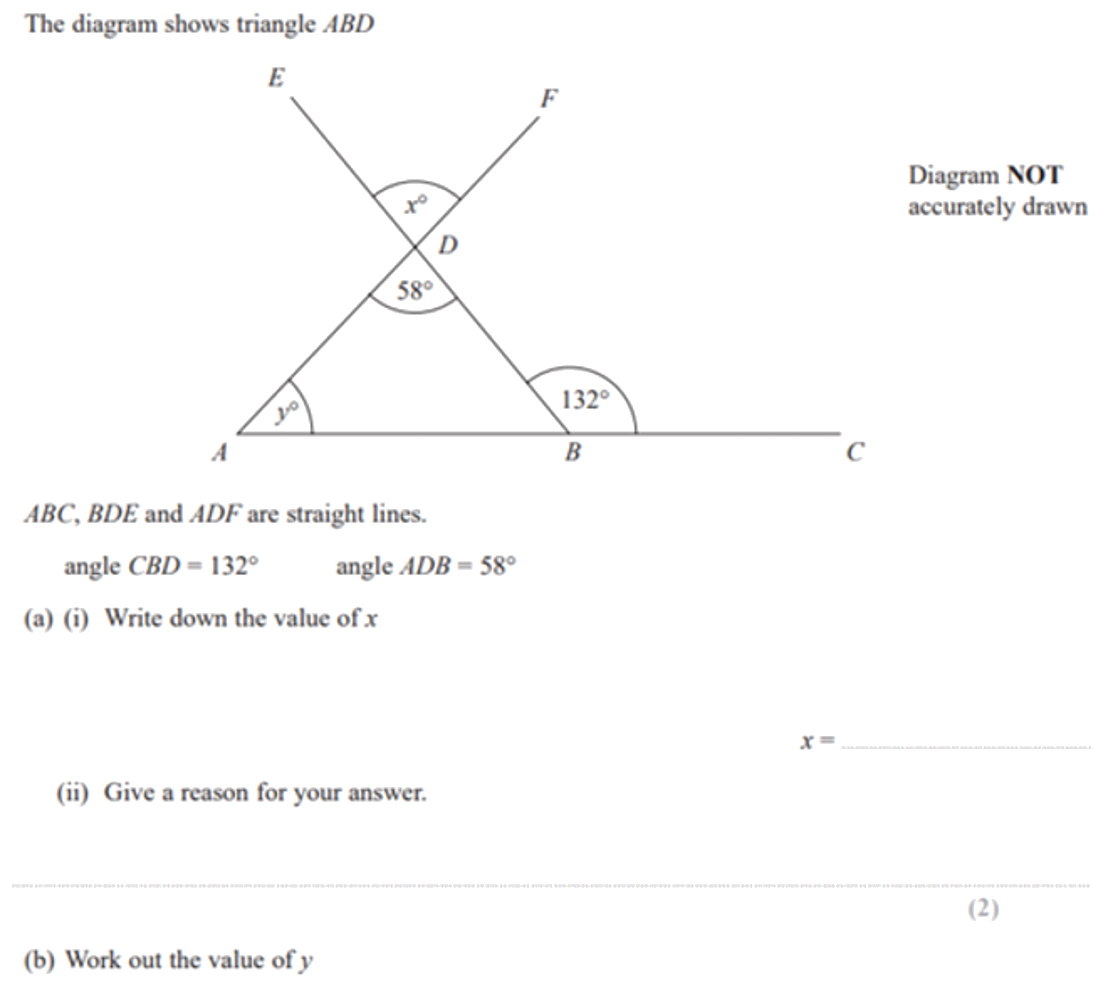 The diagram shows triangle ABD
E
F
Diagram NOT
accurately drawn
x°
D
58°
132°
y°
A
B
C
ABC, BDE and ADF are straight lines.
angle CBD = 132° angle ADB = 58°
(a) (i) Write down the value of x
x =
(ii) Give a reason for your answer.
(2)
(b) Work out the value of y